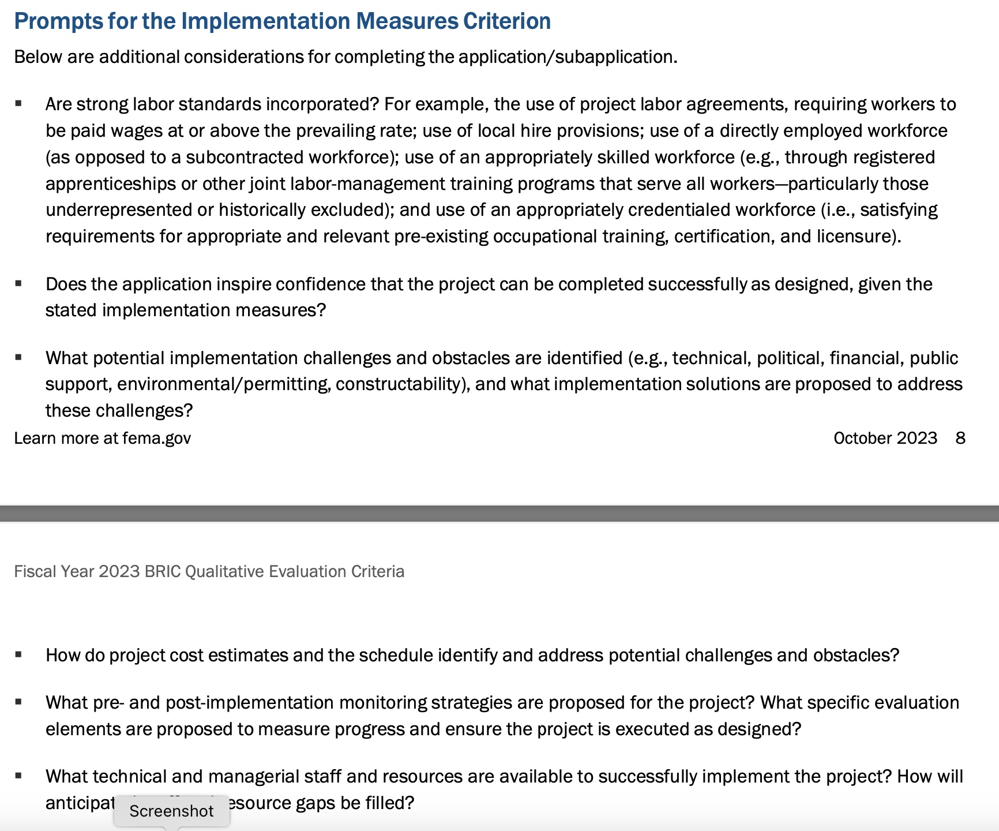 Prompts for the Implementation Measures Criterion
Below are additional considerations for completing the application/subapplication.
▪ Are strong labor standards incorporated? For example, the use of project labor agreements, requiring workers to
be paid wages at or above the prevailing rate; use of local hire provisions; use of a directly employed workforce
(as opposed to a subcontracted workforce); use of an appropriately skilled workforce (e.g., through registered
apprenticeships or other joint labor-management training programs that serve all workers—particularly those
underrepresented or historically excluded); and use of an appropriately credentialed workforce (i.e., satisfying
requirements for appropriate and relevant pre-existing occupational training, certification, and licensure).
▪ Does the application inspire confidence that the project can be completed successfully as designed, given the
stated implementation measures?
▪ What potential implementation challenges and obstacles are identified (e.g., technical, political, financial, public
support, environmental/permitting, constructability), and what implementation solutions are proposed to address
these challenges?
Learn more at fema.gov October 2023 8
Fiscal Year 2023 BRIC Qualitative Evaluation Criteria
▪ How do project cost estimates and the schedule identify and address potential challenges and obstacles?
▪ What pre- and post-implementation monitoring strategies are proposed for the project? What specific evaluation
elements are proposed to measure progress and ensure the project is executed as designed?
▪ What technical and managerial staff and resources are available to successfully implement the project? How will
gaps be filled?
Screenshot